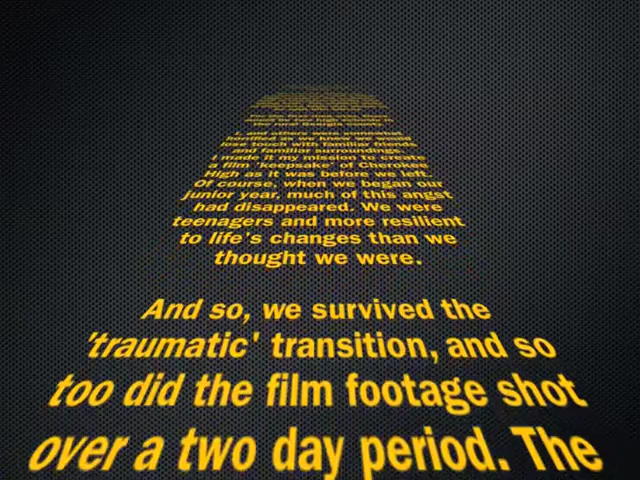 I, and others were somewhat
horrified as we knew we would
lose touch with familiar friends
and familiar surroundings.
I made it my mission to create
a film 'keepsake' of Cherokee
High as it was before we left.
Of course, when we began our
junior year, much of this angst
had disappeared. We were
teenagers and more resilient
to life's changes than we
thought we were.
And so, we survived the
'traumatic' transition, and so
too did the film footage shot
over a two day period. The